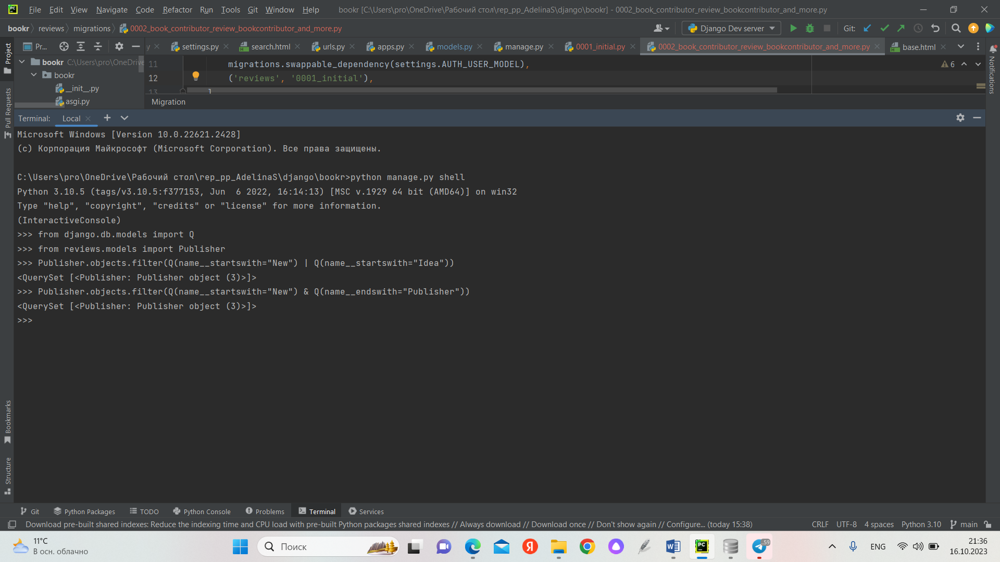 File Edit View Navigate Code Refactor Run Tools Git Window Help bookr [C:\Users\pro\OneDrive\Рабочий стол\rep_pp_AdelinaS\django\bookr] - 0002_book_contributor_review_bookcontributor_and_more.py
bookr reviews migrations 0002_book_contributor_review_bookcontributor_and_more.py Django Dev server Git:
Pr... y settings.py search.html urls.py apps.py models.py manage.py 0001_initial.py 0002_book_contributor_review_bookcontributor_and_more.py base.html
bookr C:\Users\pro\OneDrive
bookr
__init__.py
asgi.py
11 migrations.swappable_dependency(settings.AUTH_USER_MODEL),
12 ('reviews', '0001_initial'),
13 ]
6
Migration
Project
Pull Requests
Bookmarks
Structure
Notifications
Terminal: Local
Microsoft Windows [Version 10.0.22621.2428]
(c) Корпорация Майкрософт (Microsoft Corporation). Все права защищены.
C:\Users\pro\OneDrive\Рабочий стол\rep_pp_AdelinaS\django\bookr>python manage.py shell
Python 3.10.5 (tags/v3.10.5:f377153, Jun  6 2022, 16:14:13) [MSC v.1929 64 bit (AMD64)] on win32
Type "help", "copyright", "credits" or "license" for more information.
(InteractiveConsole)
>>> from django.db.models import Q
>>> from reviews.models import Publisher
>>> Publisher.objects.filter(Q(name__startswith="New") | Q(name__startswith="Idea"))
<QuerySet [<Publisher: Publisher object (3)>]>
>>> Publisher.objects.filter(Q(name__startswith="New") & Q(name__endswith="Publisher"))
<QuerySet [<Publisher: Publisher object (3)>]>
>>>
Git Python Packages TODO Python Console Problems Terminal Services
Download pre-built shared indexes: Reduce the indexing time and CPU load with pre-built Python packages shared indexes // Always download // Download once // Don't show again // Configure... (today 15:38) CRLF UTF-8 4 spaces Python 3.10 main
11°C
В осн. облачно
Поиск
PC
59
ENG
21:36
16.10.2023